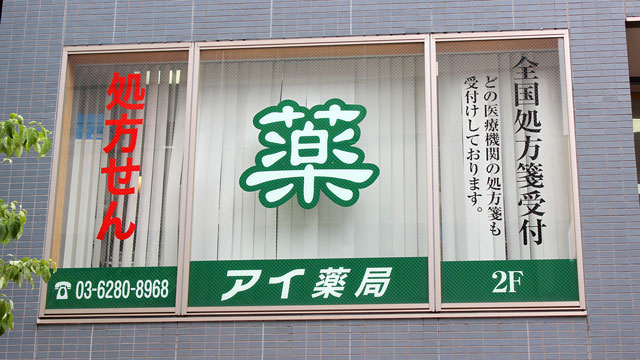 処方せん
薬
全国処方箋受付
どの医療機関の処方箋も
受付けしております。
☎ 03-6280-8968
アイ薬局
2F